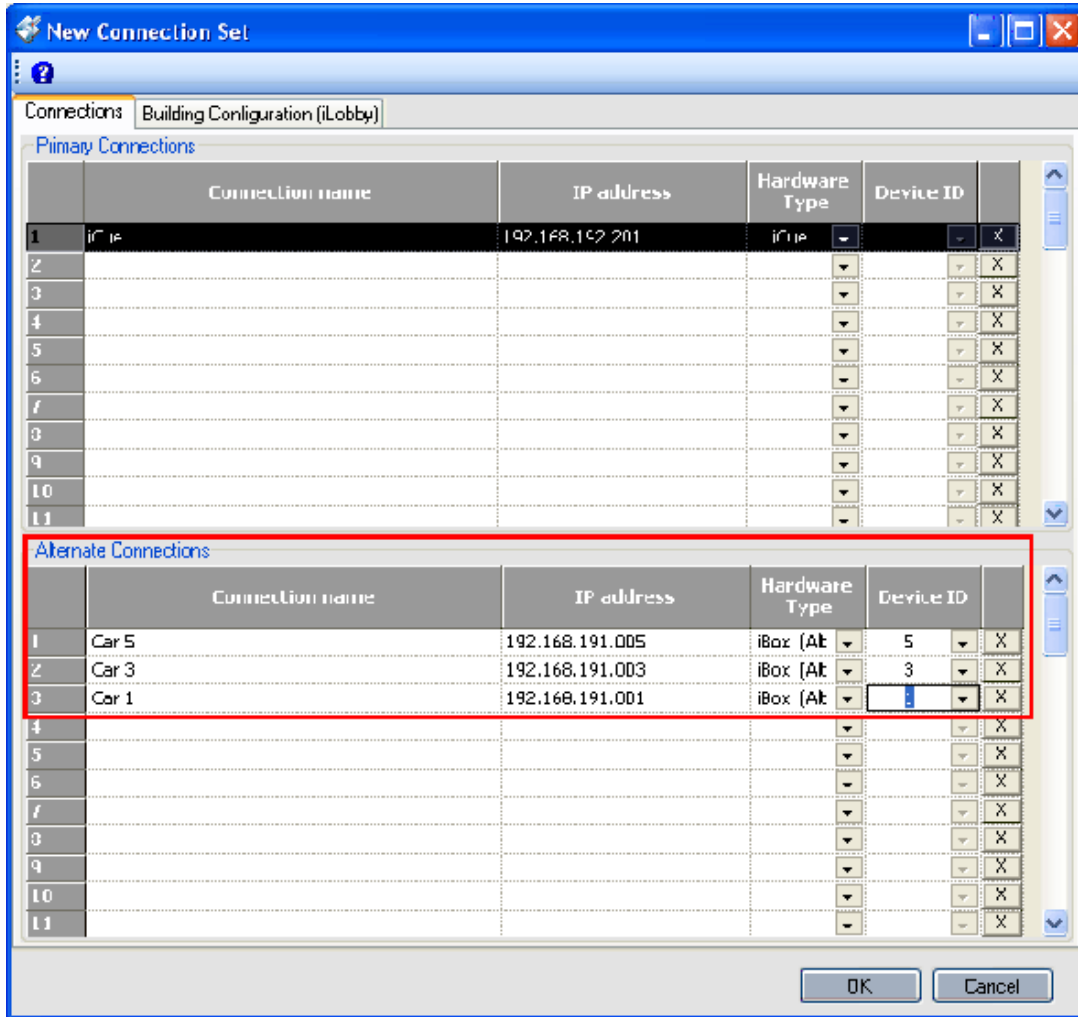 New Connection Set
Connections Building Configuration (iLobby)
Primary Connections
Connection name IP address Hardware Type Device ID
1 iCue 192.168.192.201 iCue X
2 X
3 X
4 X
5 X
6 X
7 X
8 X
9 X
10 X
11 X
Alternate Connections
Connection name IP address Hardware Type Device ID
1 Car 5 192.168.191.005 iBox (Alt 5 X
2 Car 3 192.168.191.003 iBox (Alt 3 X
3 Car 1 192.168.191.001 iBox (Alt X
4 X
5 X
6 X
7 X
8 X
9 X
10 X
11 X
OK Cancel